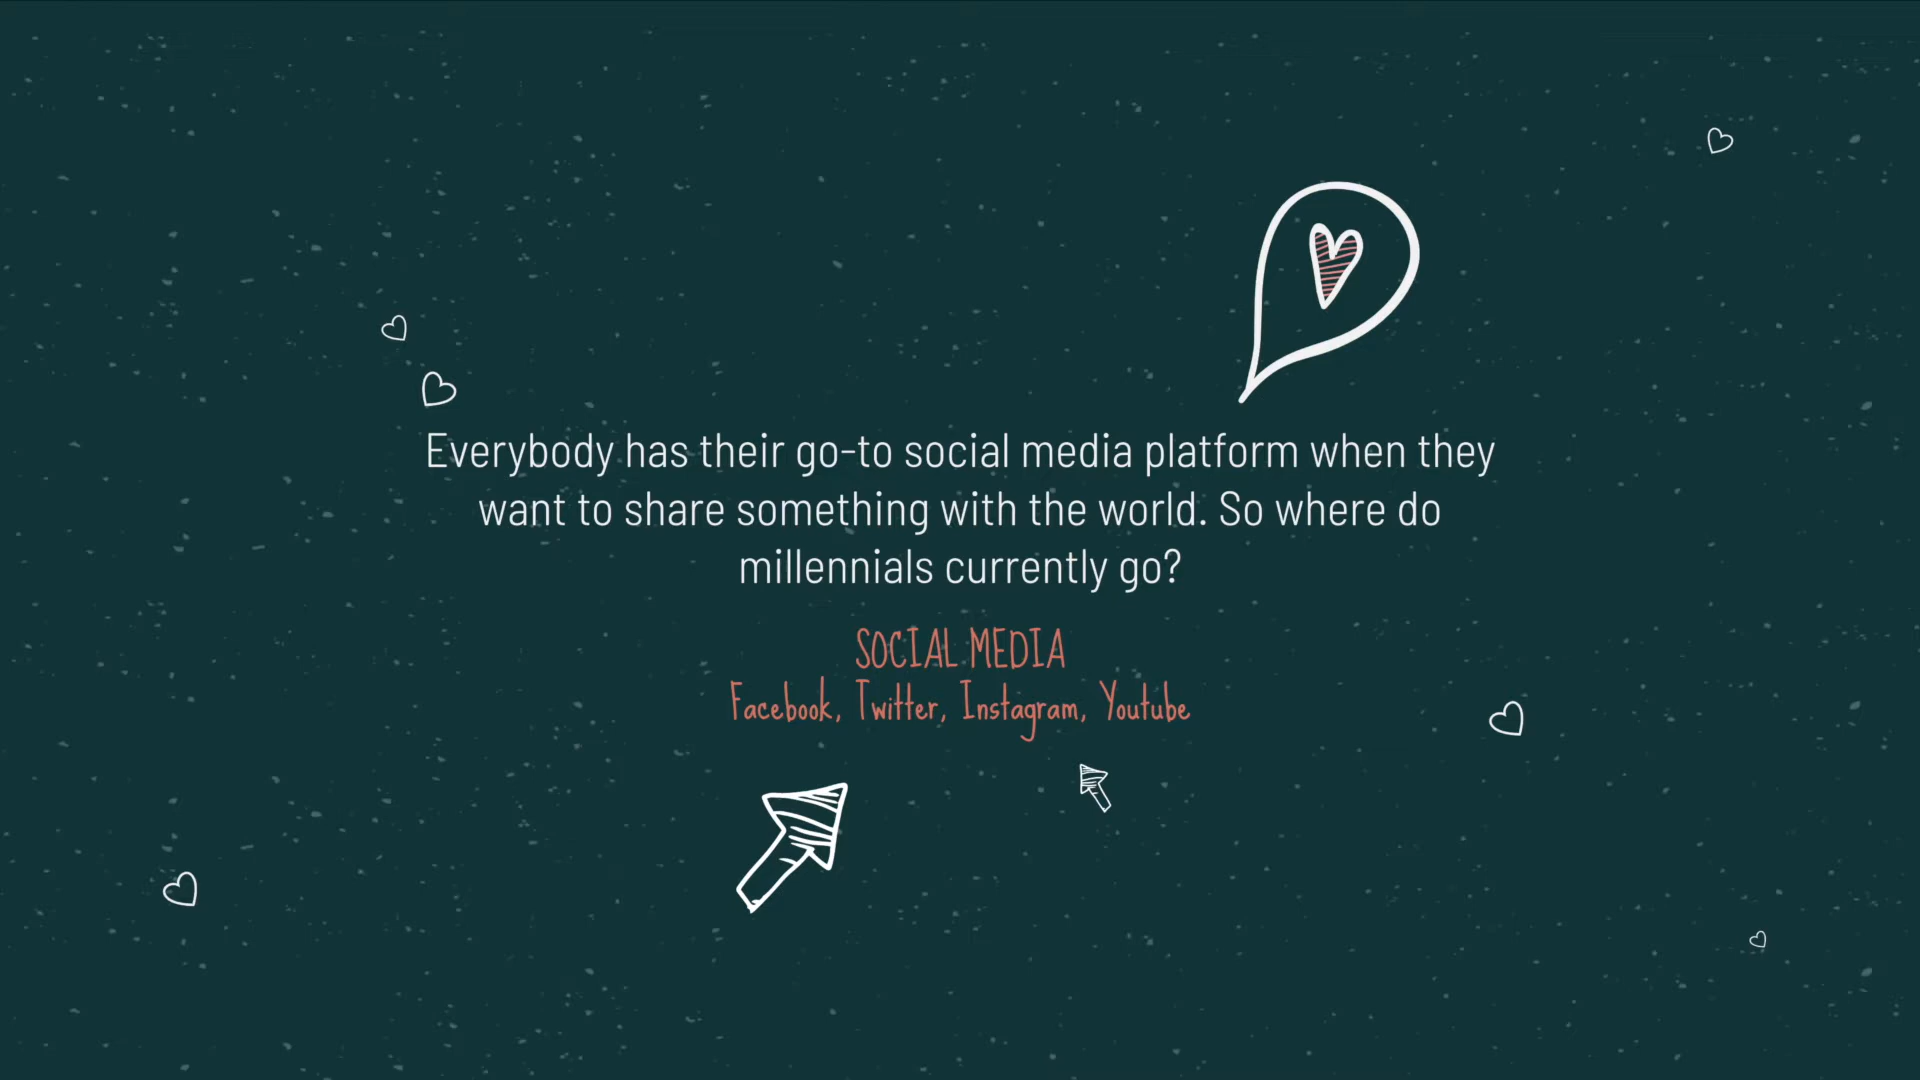 Everybody has their go-to social media platform when they
want to share something with the world. So where do
millennials currently go?
SOCIAL MEDIA
Facebook, Twitter, Instagram, Youtube